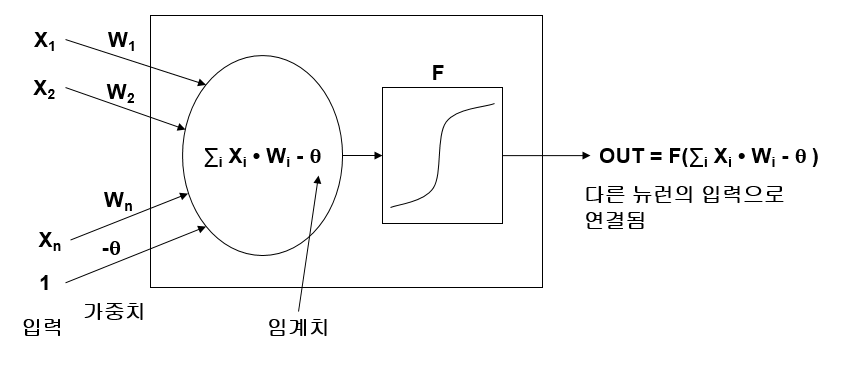 X₁ W₁
F
X₂ W₂
∑ᵢ Xᵢ • Wᵢ - θ
OUT = F(∑ᵢ Xᵢ • Wᵢ - θ )
다른 뉴런의 입력으로
연결됨
Wₙ
Xₙ
-θ
1
가중치
입력
임계치